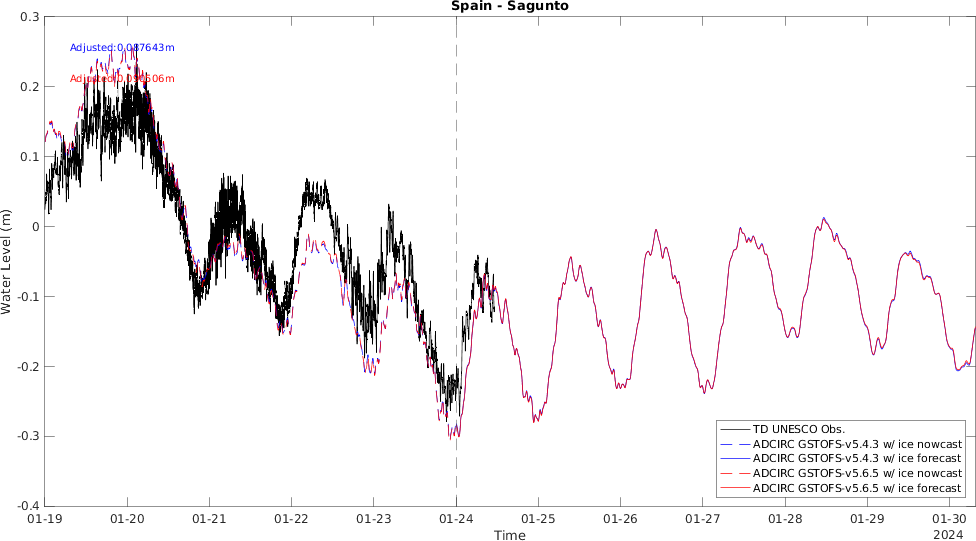 Spain - Sagunto
Water Level (m)
0.3
0.2
0.1
0
-0.1
-0.2
-0.3
-0.4
Adjusted:0.087643m
TD UNESCO Obs.
ADCIRC GSTOFS-v5.4.3 w/ ice nowcast
ADCIRC GSTOFS-v5.4.3 w/ ice forecast
ADCIRC GSTOFS-v5.6.5 w/ ice nowcast
ADCIRC GSTOFS-v5.6.5 w/ ice forecast
01-19 01-20 01-21 01-22 01-23 01-24 01-25 01-26 01-27 01-28 01-29 01-30
Time
2024